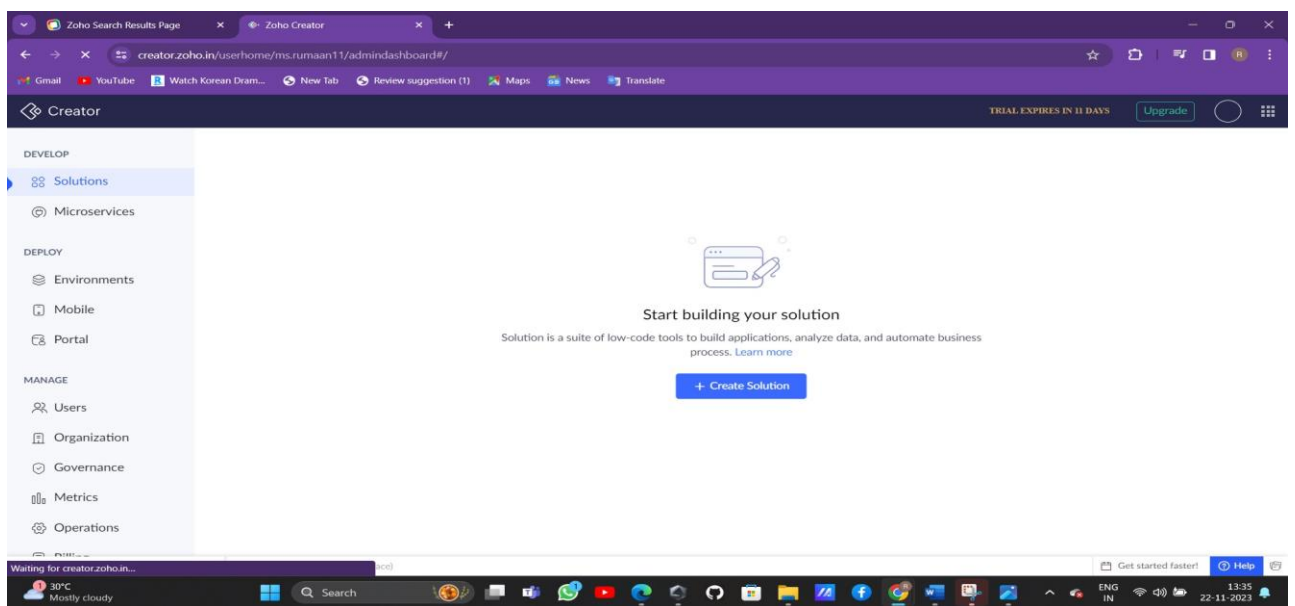 Zoho Search Results Page
Zoho Creator
creator.zoho.in/userhome/ms.rumaan11/admindashboard#/
R
Gmail
YouTube
Watch Korean Dram...
New Tab
Review suggestion (1)
Maps
News
Translate
Creator
TRIAL EXPIRES IN 11 DAYS
Upgrade
DEVELOP
Solutions
Microservices
DEPLOY
Environments
Mobile
Portal
MANAGE
Users
Organization
Governance
Metrics
Operations
Start building your solution
Solution is a suite of low-code tools to build applications, analyze data, and automate business
process. Learn more
+ Create Solution
Waiting for creator.zoho.in...
ace)
Get started faster!
Help
1
30°C
Mostly cloudy
Search
ENG
IN
13:35
22-11-2023